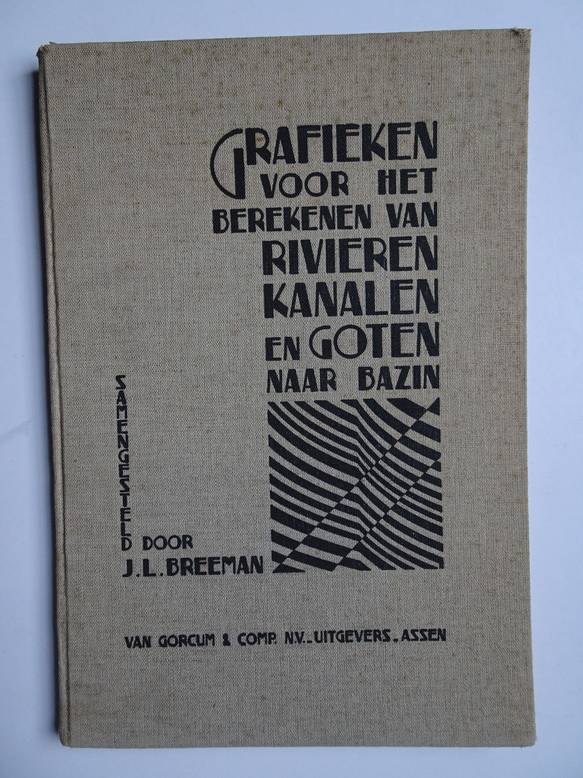 GRAFIEKEN
VOOR HET
BEREKENEN VAN
RIVIEREN
KANALEN
EN GOTEN
NAAR BAZIN
SAMENGESTELD
DOOR
J.L. BREEMAN
VAN GORCUM & COMP. N.V. - UITGEVERS - ASSEN